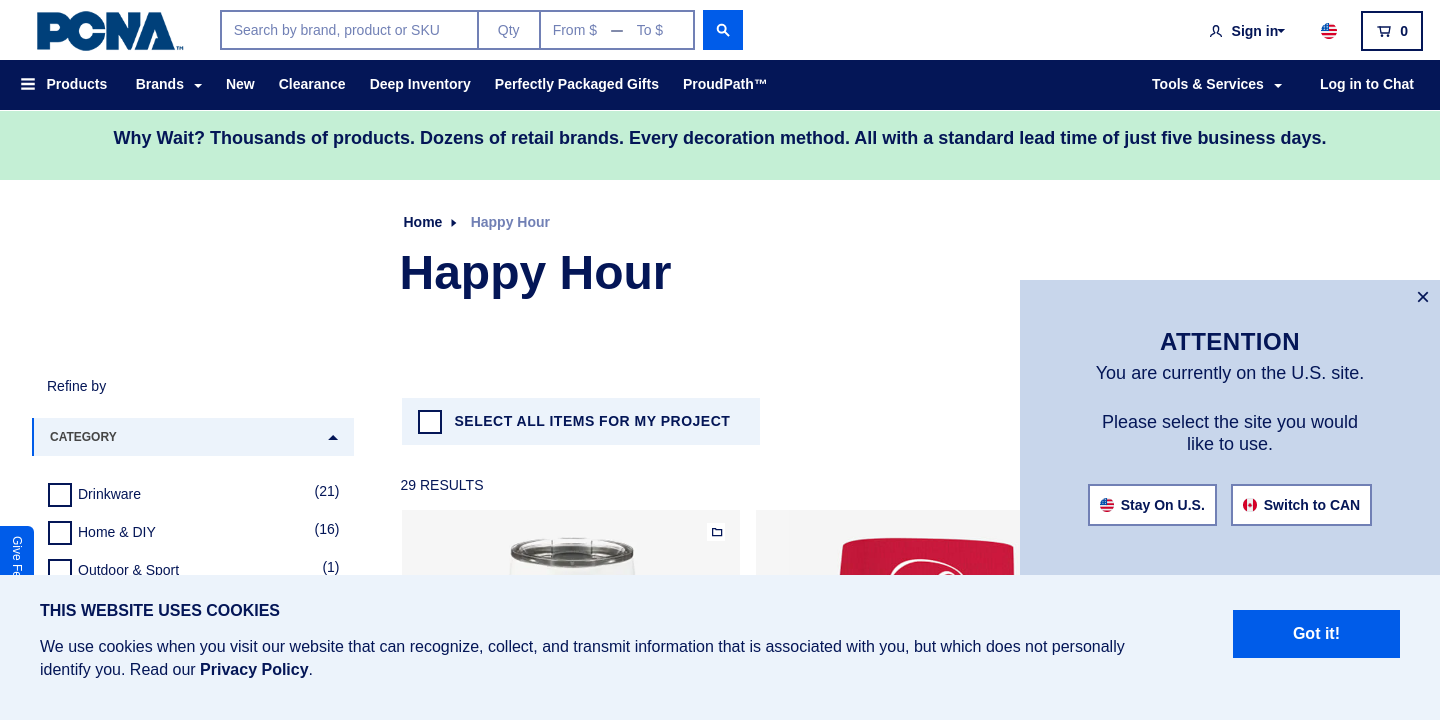 PCNA™
Search by brand, product or SKU
Qty
From $ — To $
Sign in
0
Products
Brands
New
Clearance
Deep Inventory
Perfectly Packaged Gifts
ProudPath™
Tools & Services
Log in to Chat
Why Wait? Thousands of products. Dozens of retail brands. Every decoration method. All with a standard lead time of just five business days.
Home
Happy Hour
Happy Hour
ATTENTION
You are currently on the U.S. site.
Please select the site you would
like to use.
Stay On U.S.
Switch to CAN
Refine by
CATEGORY
Drinkware (21)
Home & DIY (16)
Outdoor & Sport (1)
Give
SELECT ALL ITEMS FOR MY PROJECT
29 RESULTS
THIS WEBSITE USES COOKIES
We use cookies when you visit our website that can recognize, collect, and transmit information that is associated with you, but which does not personally
identify you. Read our Privacy Policy.
Got it!